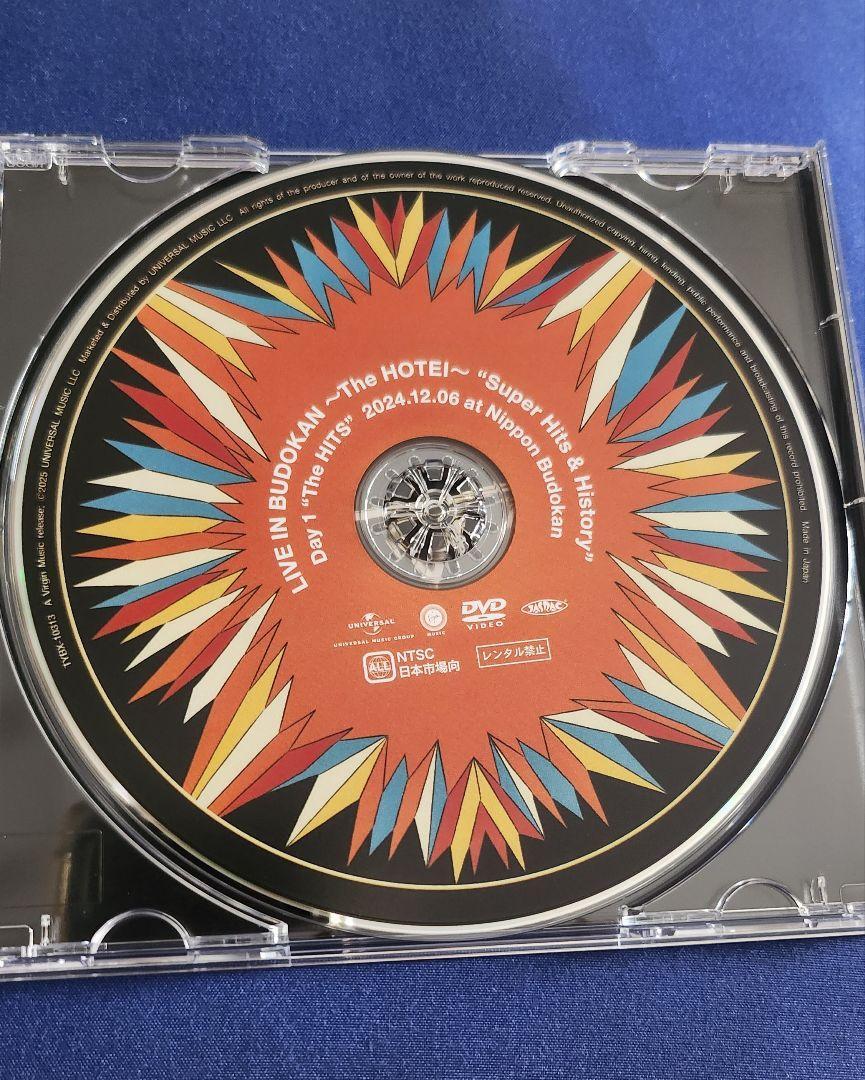 LIVE IN BUDOKAN 〜The HOTEI〜 "Super Hits & History"
Day 1 "The HITS" 2024.12.06 at Nippon Budokan
UNIVERSAL
UNIVERSAL MUSIC GROUP
Virgin
MUSIC
DVD
VIDEO
JASRAC
ALL
NTSC
日本市場向
レンタル禁止
TYBX-10313 A Virgin Music release; ©2025 UNIVERSAL MUSIC LLC Marketed & Distributed by UNIVERSAL MUSIC LLC All rights of the producer and of the owner of the work reproduced reserved. Unauthorized copying, hiring, lending, public performance and broadcasting of this record prohibited. Made in Japan